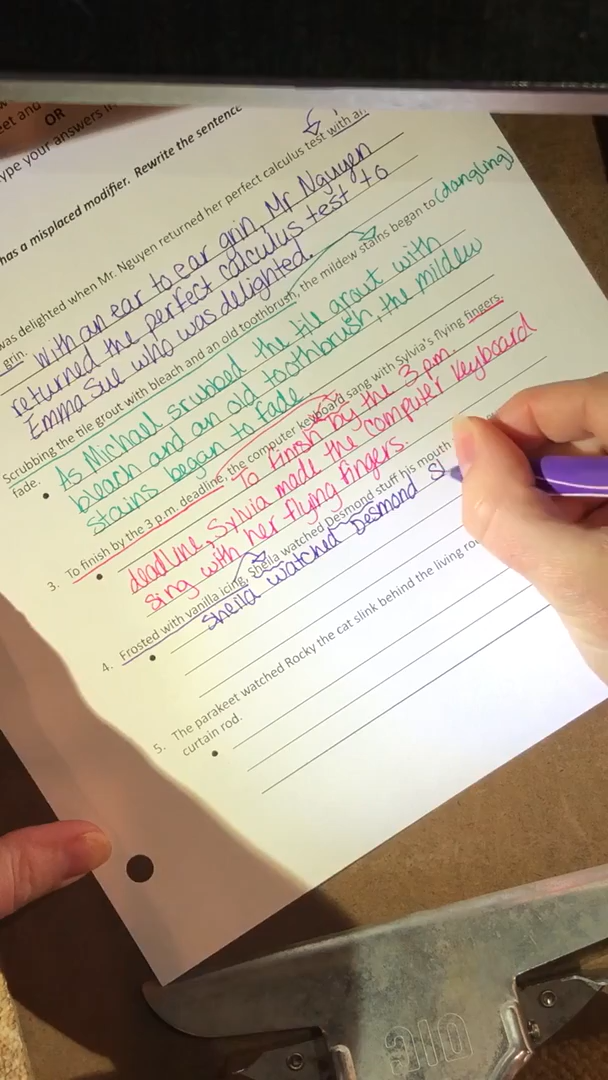 eet and
OR
ype your answers in
has a misplaced modifier. Rewrite the sentence
was delighted when Mr. Nguyen returned her perfect calculus test with an
grin.
With an ear to ear grin, Mr Nguyen
returned the perfect calculus test to
Emma Sue who was delighted.
Scrubbing the tile grout with bleach and an old toothbrush, the mildew stains began to (dangling)
fade.
• As Michael srubbed the tile grout with
bleach and an old toothbrush, the mildew
stains began to fade
3. To finish by the 3 p.m. deadline, the computer keyboard sang with Sylvia's flying fingers.
• To finish by the 3 p.m.
deadline, Sylvia made the computer keyboard
sing with her flying fingers.
4. Frosted with vanilla icing, Sheila watched Desmond stuff his mouth
• Sheila watched Desmond s
5. The parakeet watched Rocky the cat slink behind the living
curtain rod.
•
OIC